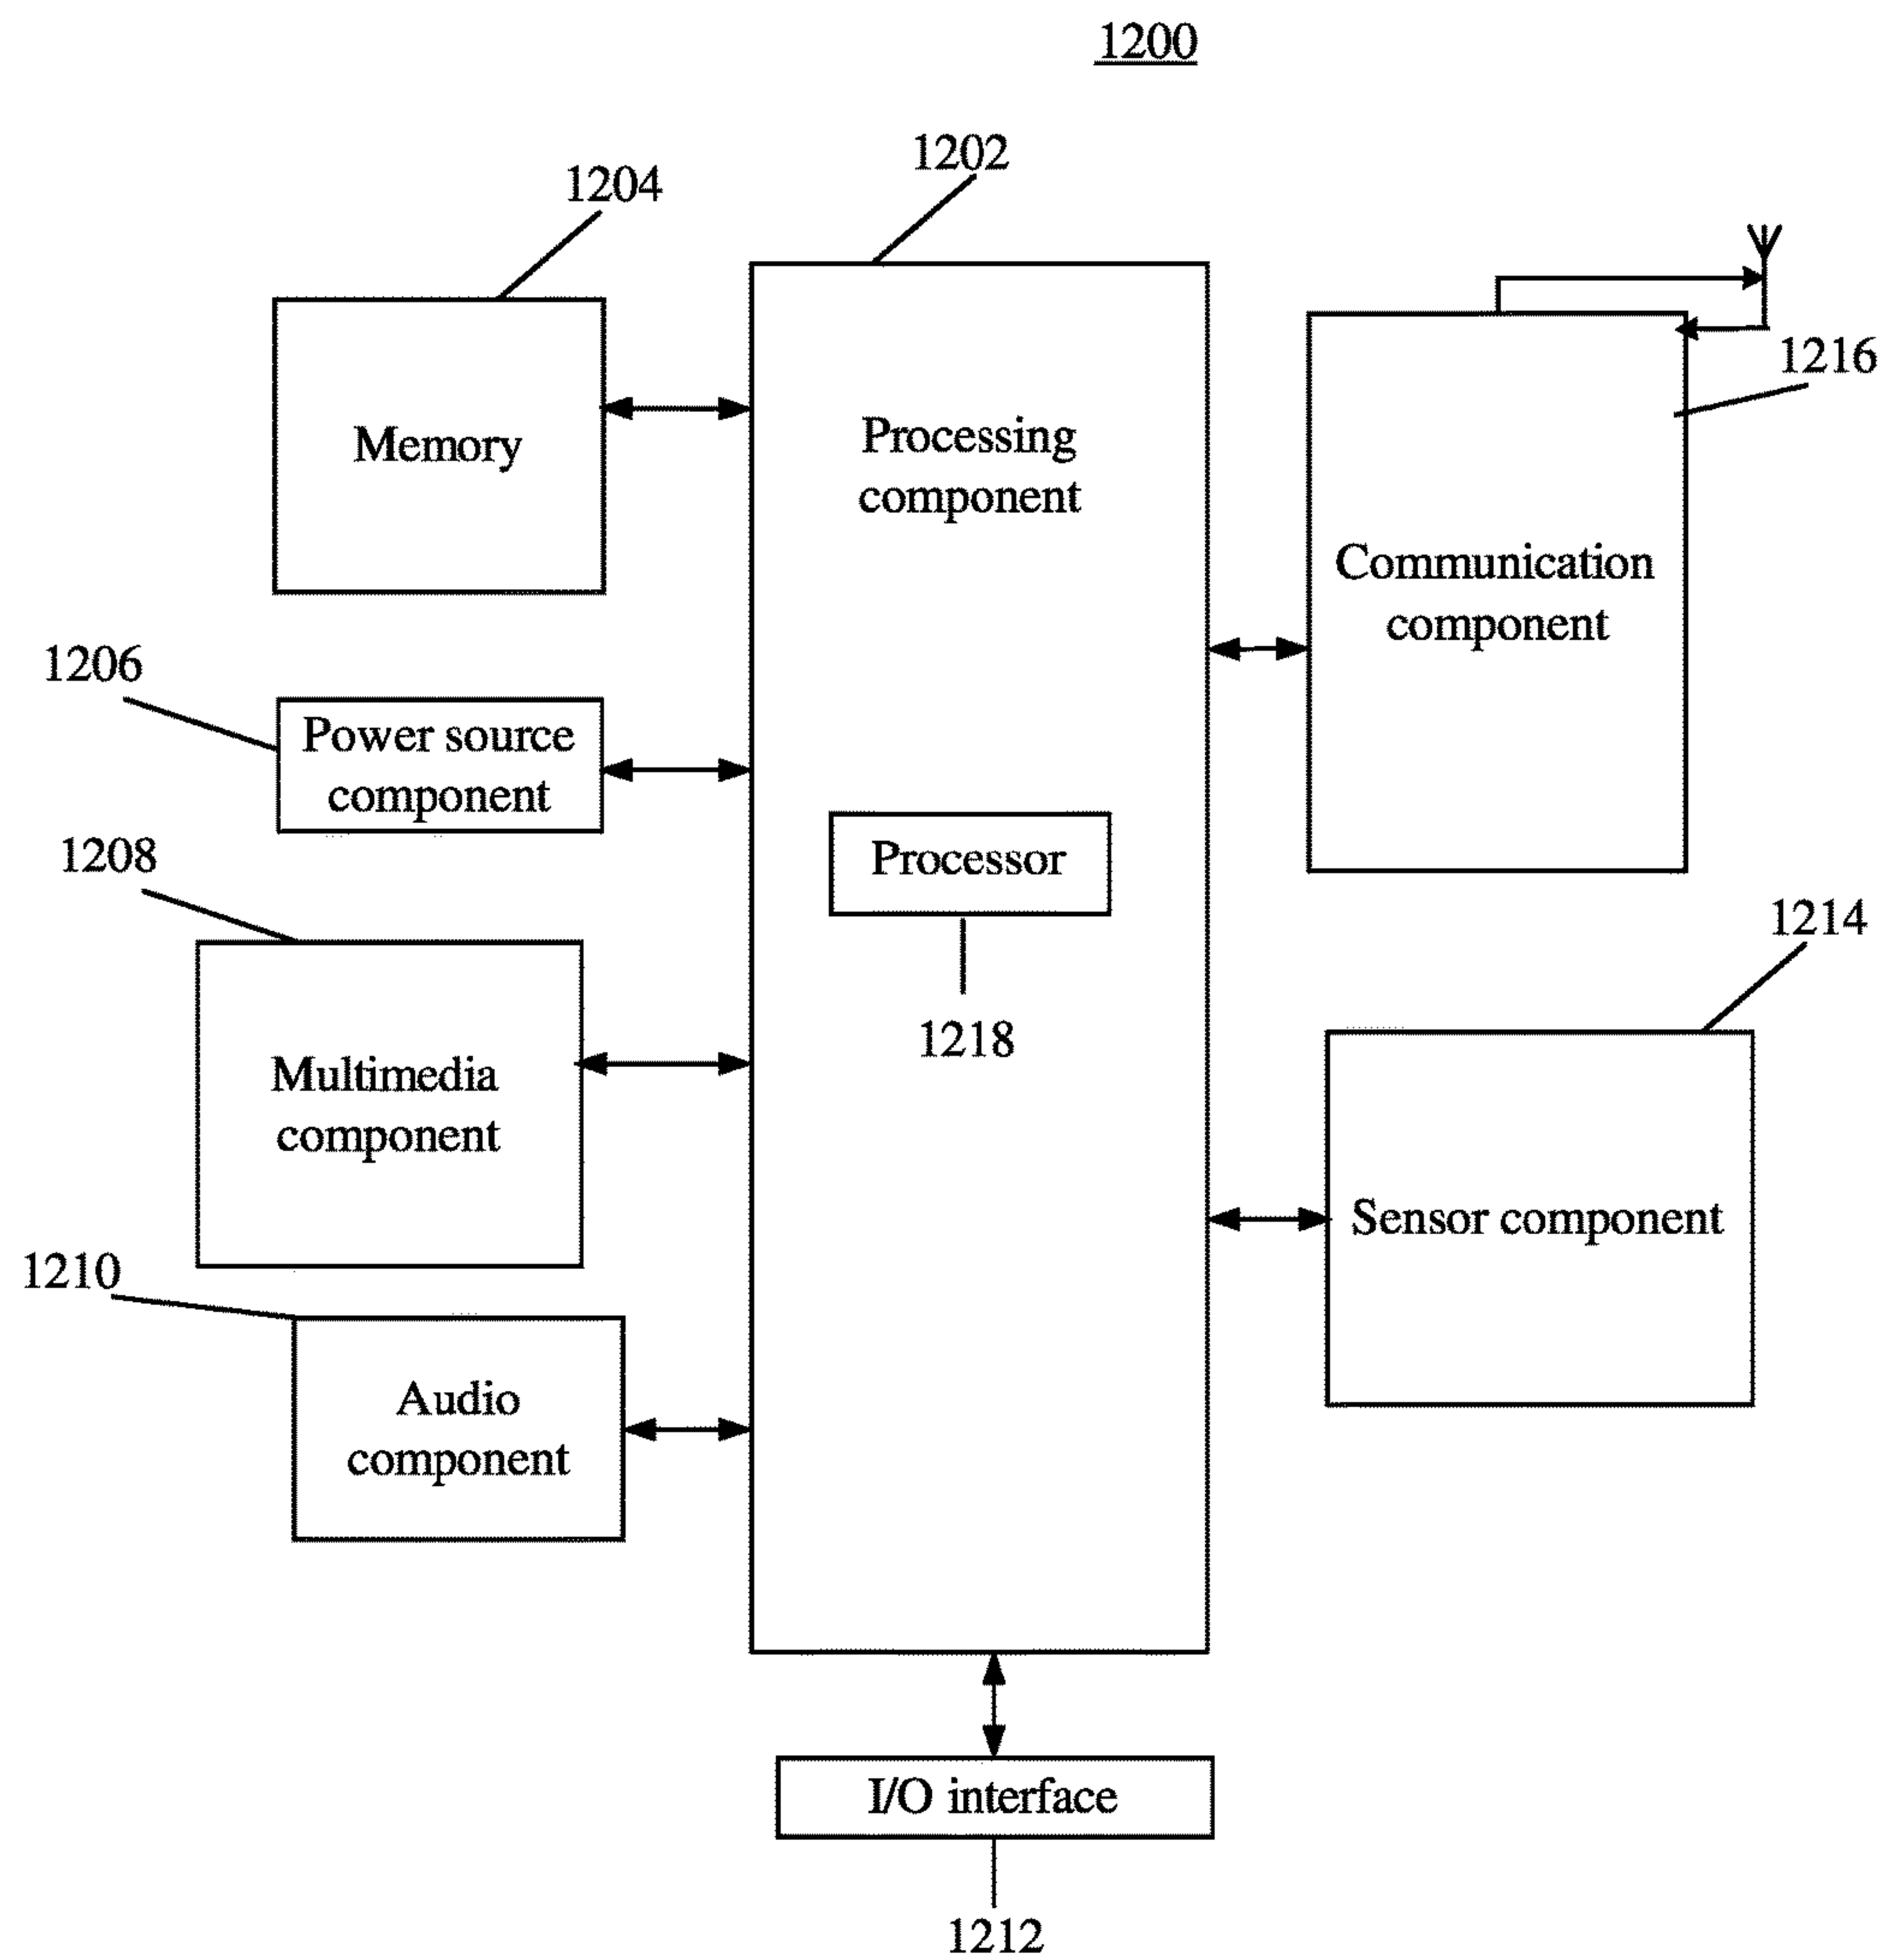 1200
1202
1204
1216
Memory
Processing
component
Communication
component
1206
Power source
component
1208
Processor
1218
1214
Multimedia
component
Sensor component
1210
Audio
component
I/O interface
1212